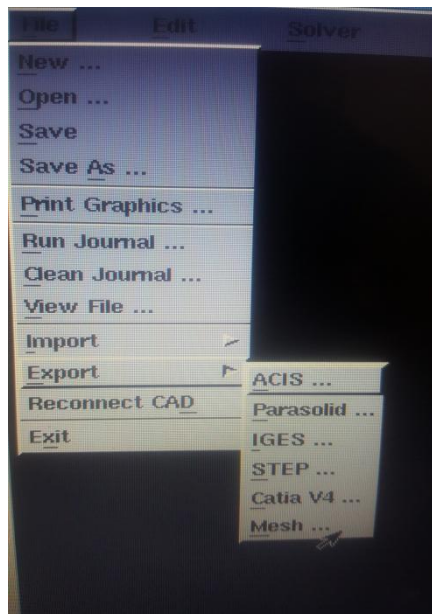 File Edit Solver
New ...
Open ...
Save
Save As ...
Print Graphics ...
Run Journal ...
Clean Journal ...
View File ...
Import
Export
Reconnect CAD
Exit
ACIS ...
Parasolid ...
IGES ...
STEP ...
Catia V4 ...
Mesh ...